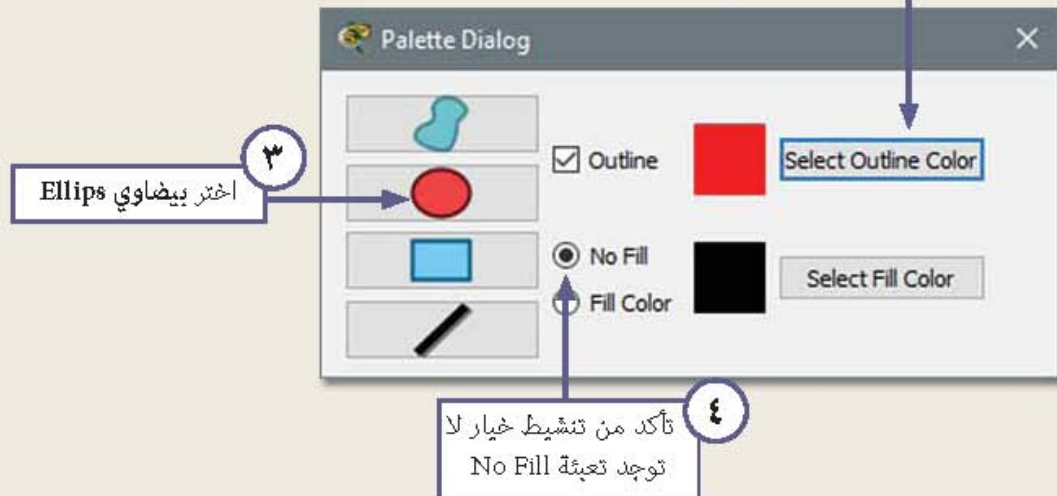 Palette Dialog
Outline
Select Outline Color
٣
اختر بيضاوي Ellips
No Fill
Fill Color
Select Fill Color
٤
تأكد من تنشيط خيار لا
توجد تعبئة No Fill